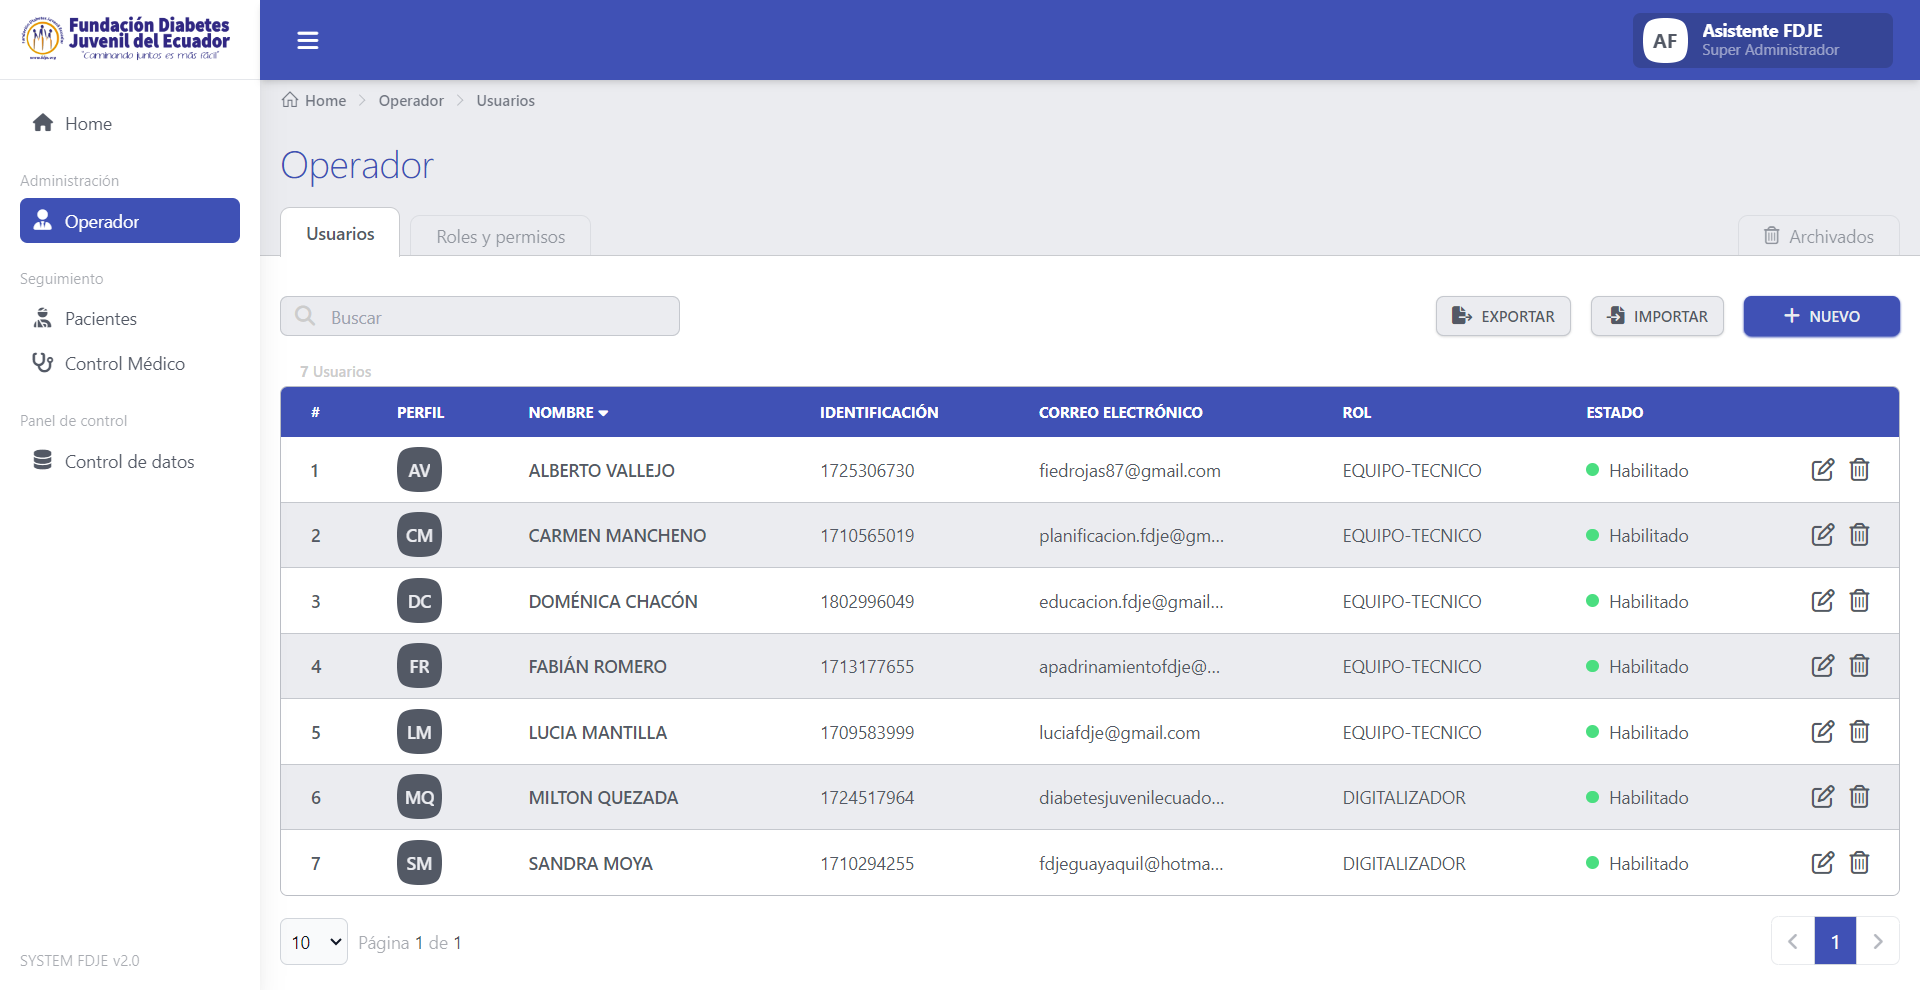 Fundación Diabetes
Juvenil del Ecuador
"Caminando juntos es más fácil"
www.fdje.org
AF
Asistente FDJE
Super Administrador
Home
Operador
Usuarios
Home
Administración
Operador
Seguimiento
Pacientes
Control Médico
Panel de control
Control de datos
SYSTEM FDJE v2.0
Operador
Usuarios
Roles y permisos
Archivados
Buscar
EXPORTAR
IMPORTAR
NUEVO
7 Usuarios
# PERFIL NOMBRE IDENTIFICACIÓN CORREO ELECTRÓNICO ROL ESTADO
1 AV ALBERTO VALLEJO 1725306730 fiedrojas87@gmail.com EQUIPO-TECNICO Habilitado
2 CM CARMEN MANCHENO 1710565019 planificacion.fdje@gm... EQUIPO-TECNICO Habilitado
3 DC DOMÉNICA CHACÓN 1802996049 educacion.fdje@gmail... EQUIPO-TECNICO Habilitado
4 FR FABIÁN ROMERO 1713177655 apadrinamientofdje@... EQUIPO-TECNICO Habilitado
5 LM LUCIA MANTILLA 1709583999 luciafdje@gmail.com EQUIPO-TECNICO Habilitado
6 MQ MILTON QUEZADA 1724517964 diabetesjuvenilecuado... DIGITALIZADOR Habilitado
7 SM SANDRA MOYA 1710294255 fdjeguayaquil@hotma... DIGITALIZADOR Habilitado
10 Página 1 de 1
1